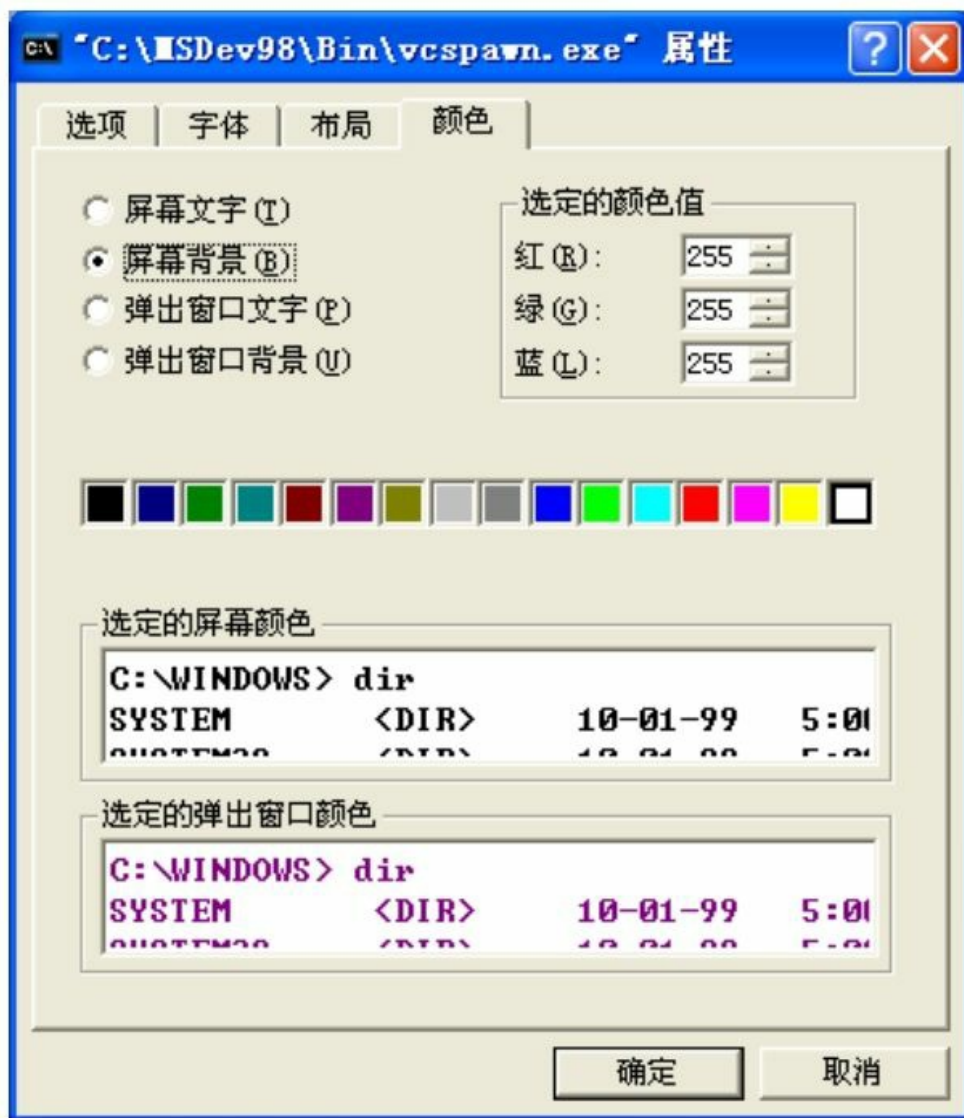 "C:\MSDev98\Bin\vcspawn.exe" 属性
选项 字体 布局 颜色
屏幕文字(T)
屏幕背景(B)
弹出窗口文字(P)
弹出窗口背景(U)
选定的颜色值
红(R): 255
绿(G): 255
蓝(L): 255
选定的屏幕颜色
C:\WINDOWS> dir
SYSTEM <DIR> 10-01-99 5:00
选定的弹出窗口颜色
C:\WINDOWS> dir
SYSTEM <DIR> 10-01-99 5:00
确定 取消